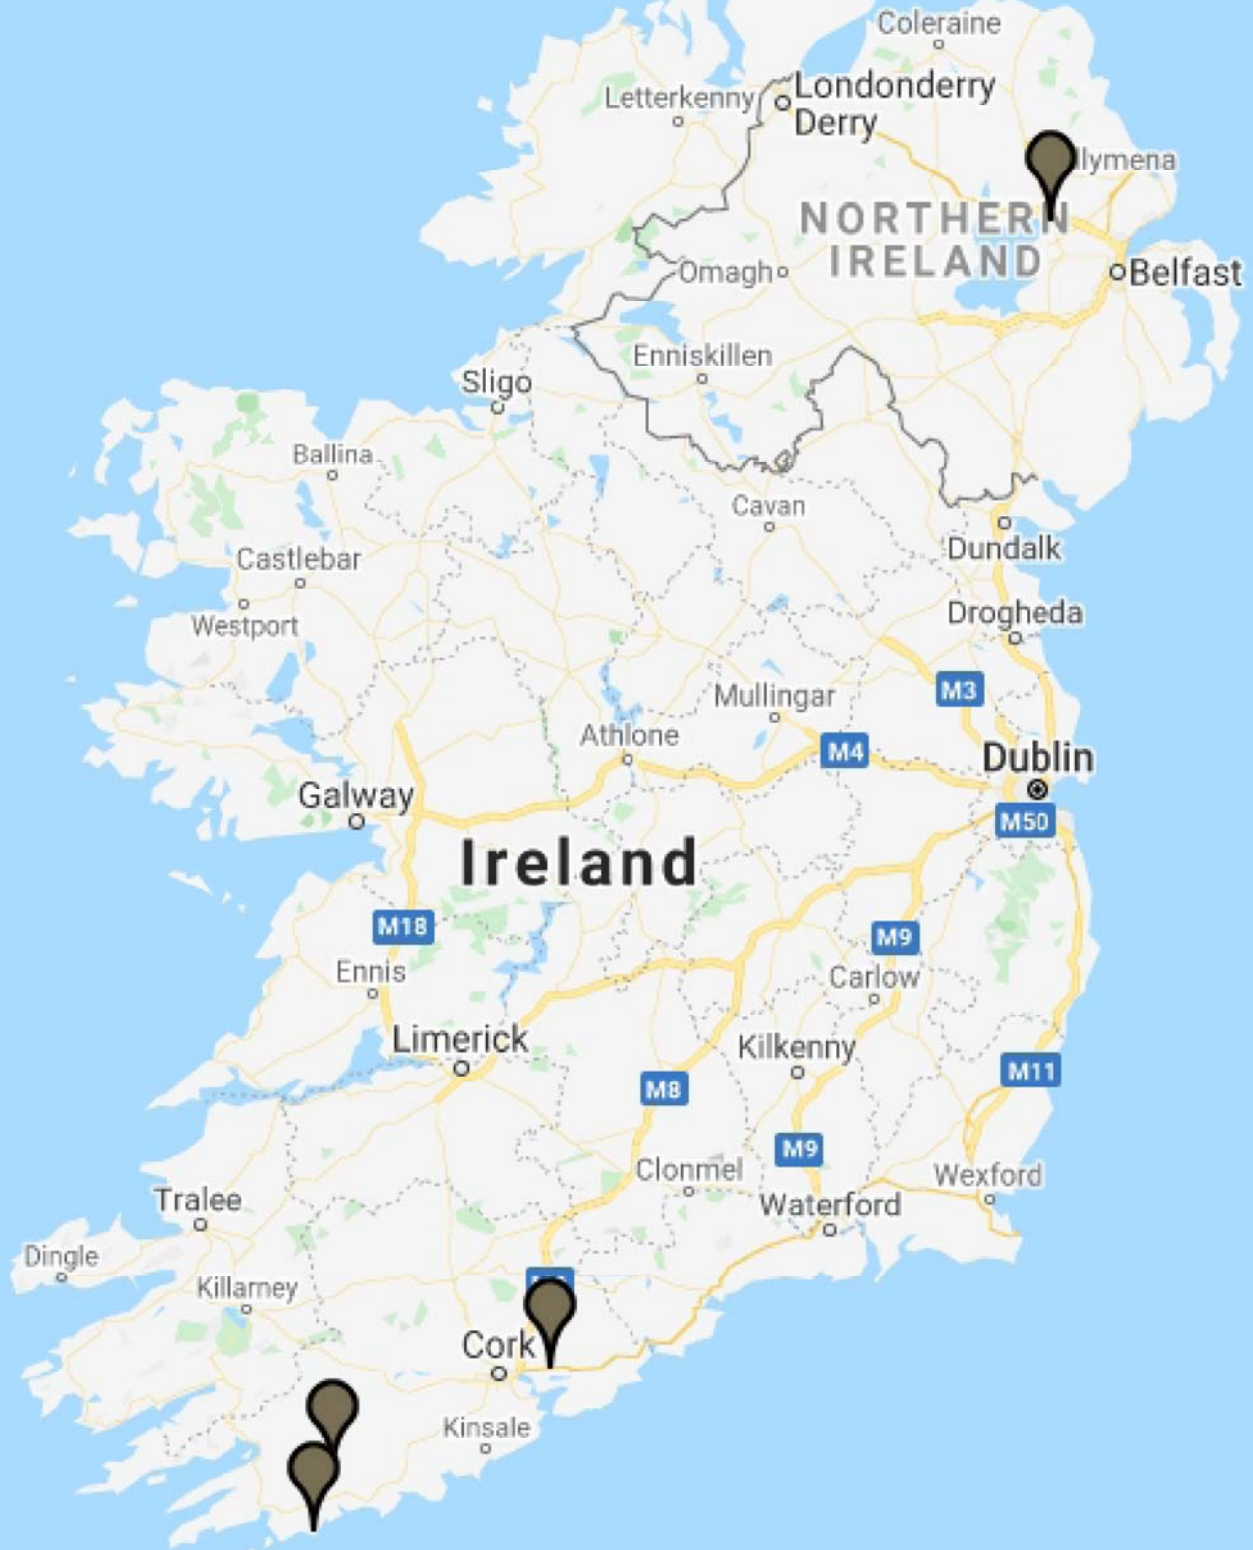 Coleraine
Letterkenny
Londonderry
Derry
llymena
NORTHERN
IRELAND
Omagh
Belfast
Enniskillen
Sligo
Ballina
Cavan
Castlebar
Dundalk
Westport
Drogheda
M3
Mullingar
Athlone
M4
Dublin
Galway
M50
Ireland
M18
M9
Ennis
Carlow
Limerick
Kilkenny
M11
M8
M9
Clonmel
Wexford
Tralee
Waterford
Dingle
Killarney
Cork
Kinsale